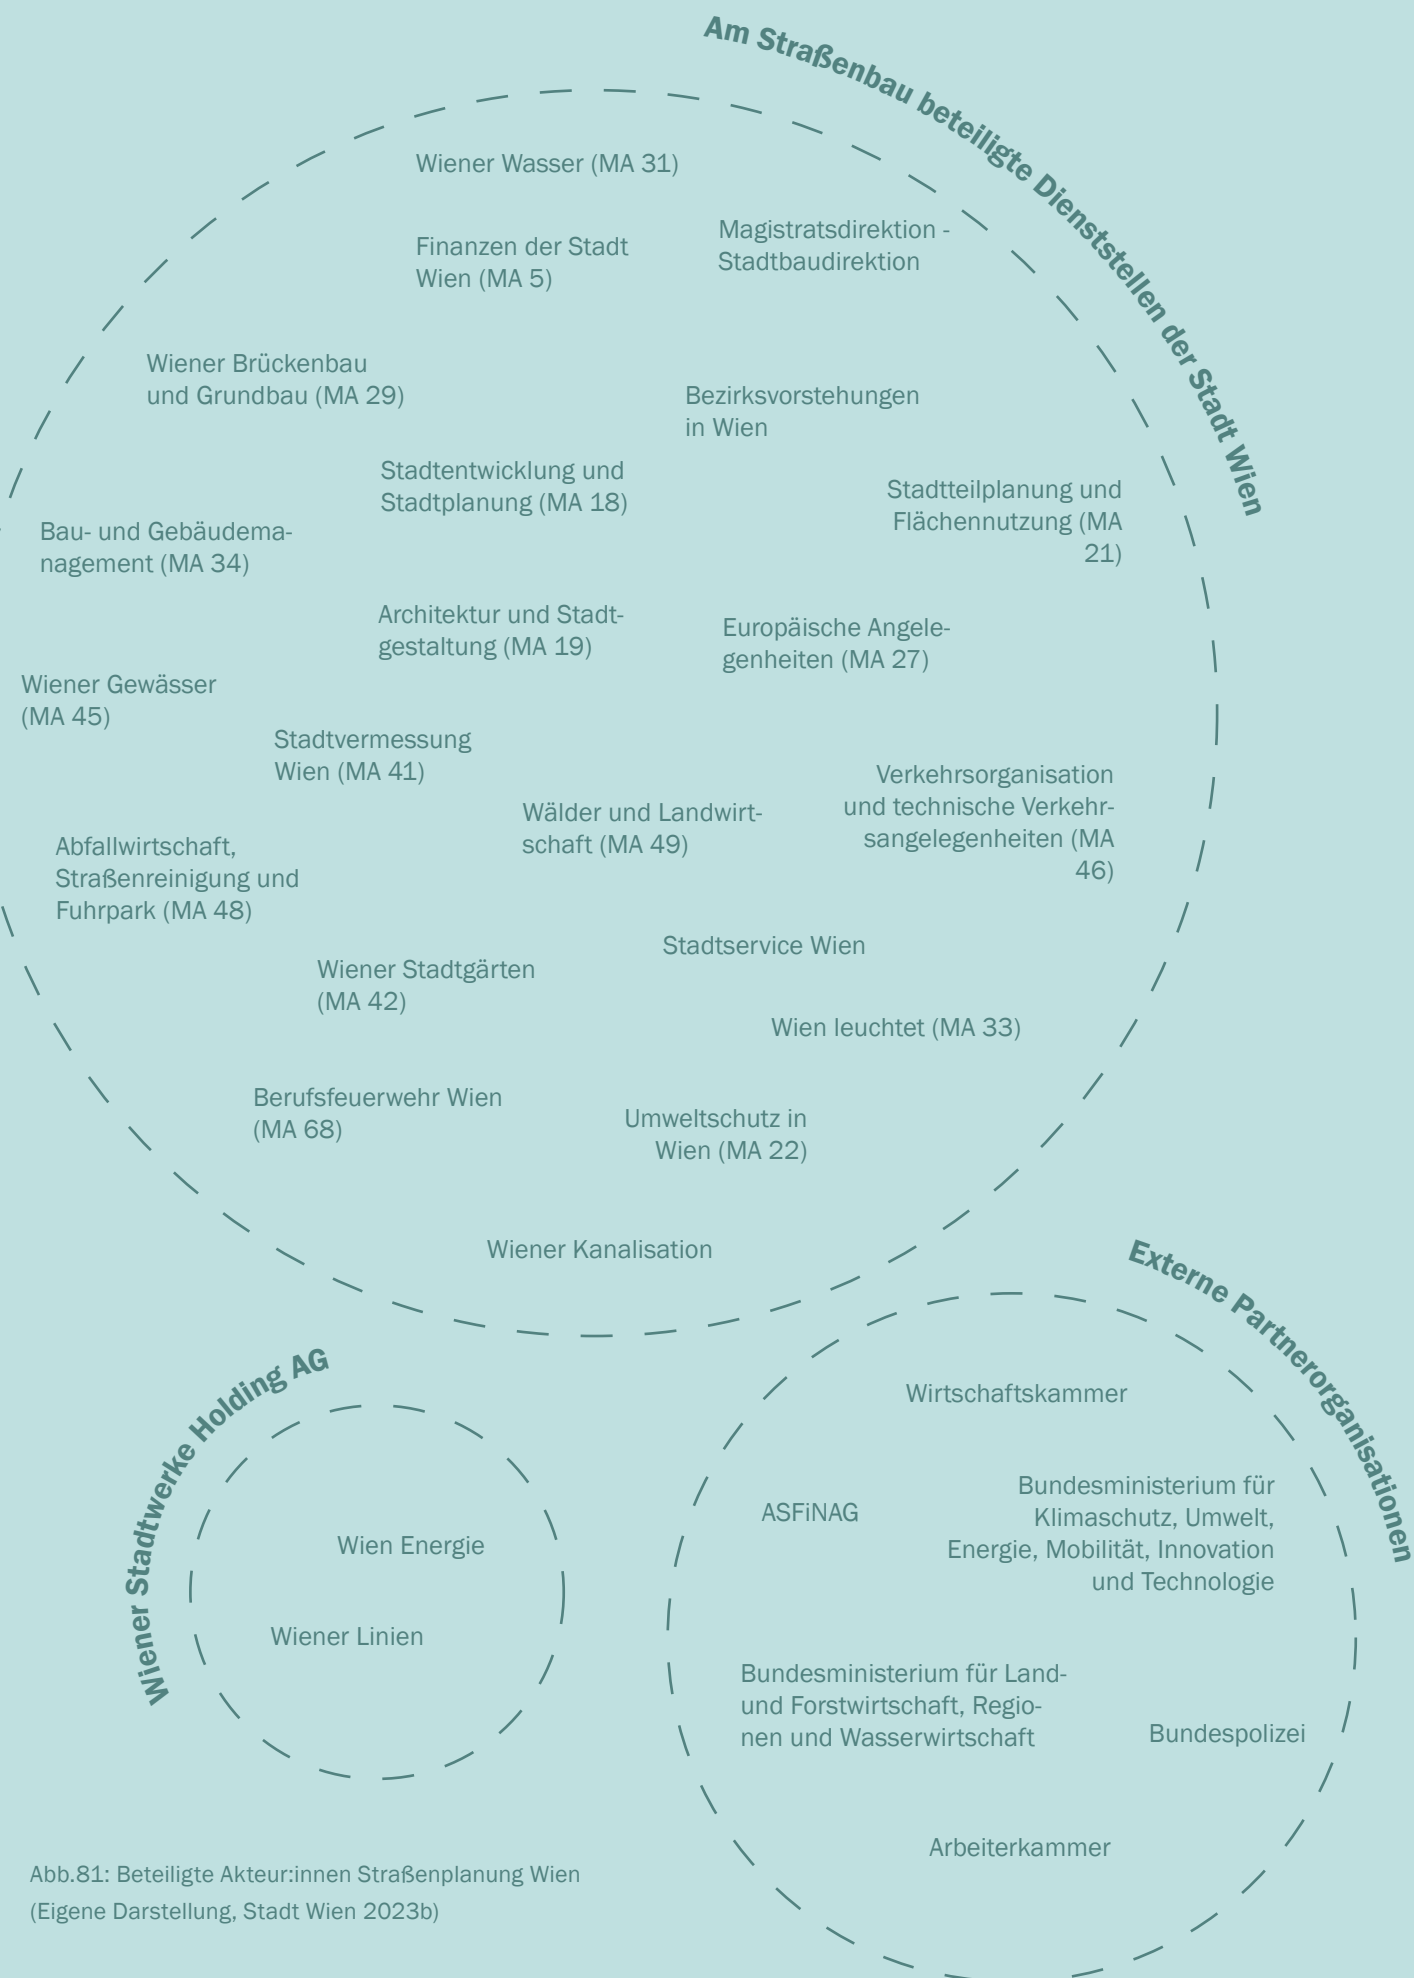 Am Straßenbau beteiligte Dienststellen der Stadt Wien
Wiener Wasser (MA 31)
Finanzen der Stadt
Wien (MA 5)
Magistratsdirektion -
Stadtbaudirektion
Wiener Brückenbau
und Grundbau (MA 29)
Bezirksvorstehungen
in Wien
Stadtentwicklung und
Stadtplanung (MA 18)
Stadtteilplanung und
Flächennutzung (MA
21)
Bau- und Gebäudema-
nagement (MA 34)
Architektur und Stadt-
gestaltung (MA 19)
Europäische Angele-
genheiten (MA 27)
Wiener Gewässer
(MA 45)
Stadtvermessung
Wien (MA 41)
Verkehrsorganisation
und technische Verkehr-
sangelegenheiten (MA
46)
Wälder und Landwirt-
schaft (MA 49)
Abfallwirtschaft,
Straßenreinigung und
Fuhrpark (MA 48)
Stadtservice Wien
Wiener Stadtgärten
(MA 42)
Wien leuchtet (MA 33)
Berufsfeuerwehr Wien
(MA 68)
Umweltschutz in
Wien (MA 22)
Wiener Kanalisation
Wiener Stadtwerke Holding AG
Wien Energie
Wiener Linien
Externe Partnerorganisationen
Wirtschaftskammer
ASFiNAG
Bundesministerium für
Klimaschutz, Umwelt,
Energie, Mobilität, Innovation
und Technologie
Bundesministerium für Land-
und Forstwirtschaft, Regio-
nen und Wasserwirtschaft
Bundespolizei
Arbeiterkammer
Abb.81: Beteiligte Akteur:innen Straßenplanung Wien
(Eigene Darstellung, Stadt Wien 2023b)